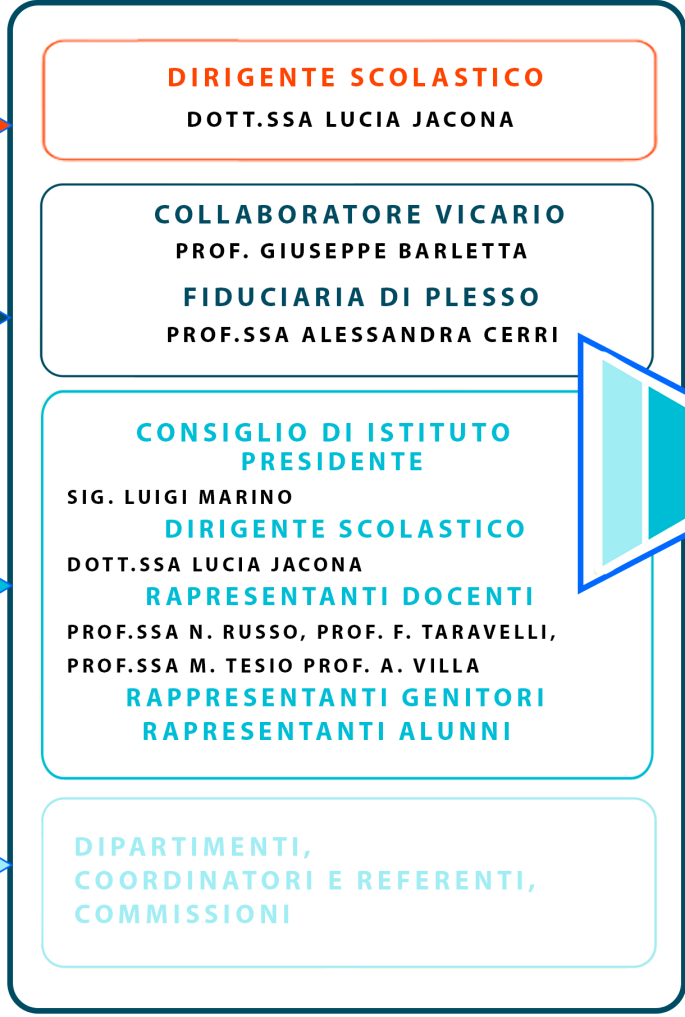 DIRIGENTE SCOLASTICO
DOTT.SSA LUCIA JACONA
COLLABORATORE VICARIO
PROF. GIUSEPPE BARLETTA
FIDUCIARIA DI PLESSO
PROF.SSA ALESSANDRA CERRI
CONSIGLIO DI ISTITUTO
PRESIDENTE
SIG. LUIGI MARINO
DIRIGENTE SCOLASTICO
DOTT.SSA LUCIA JACONA
RAPRESENTANTI DOCENTI
PROF.SSA N. RUSSO, PROF. F. TARAVELLI,
PROF.SSA M. TESIO PROF. A. VILLA
RAPPRESENTANTI GENITORI
RAPRESENTANTI ALUNNI
DIPARTIMENTI,
COORDINATORI E REFERENTI,
COMMISSIONI